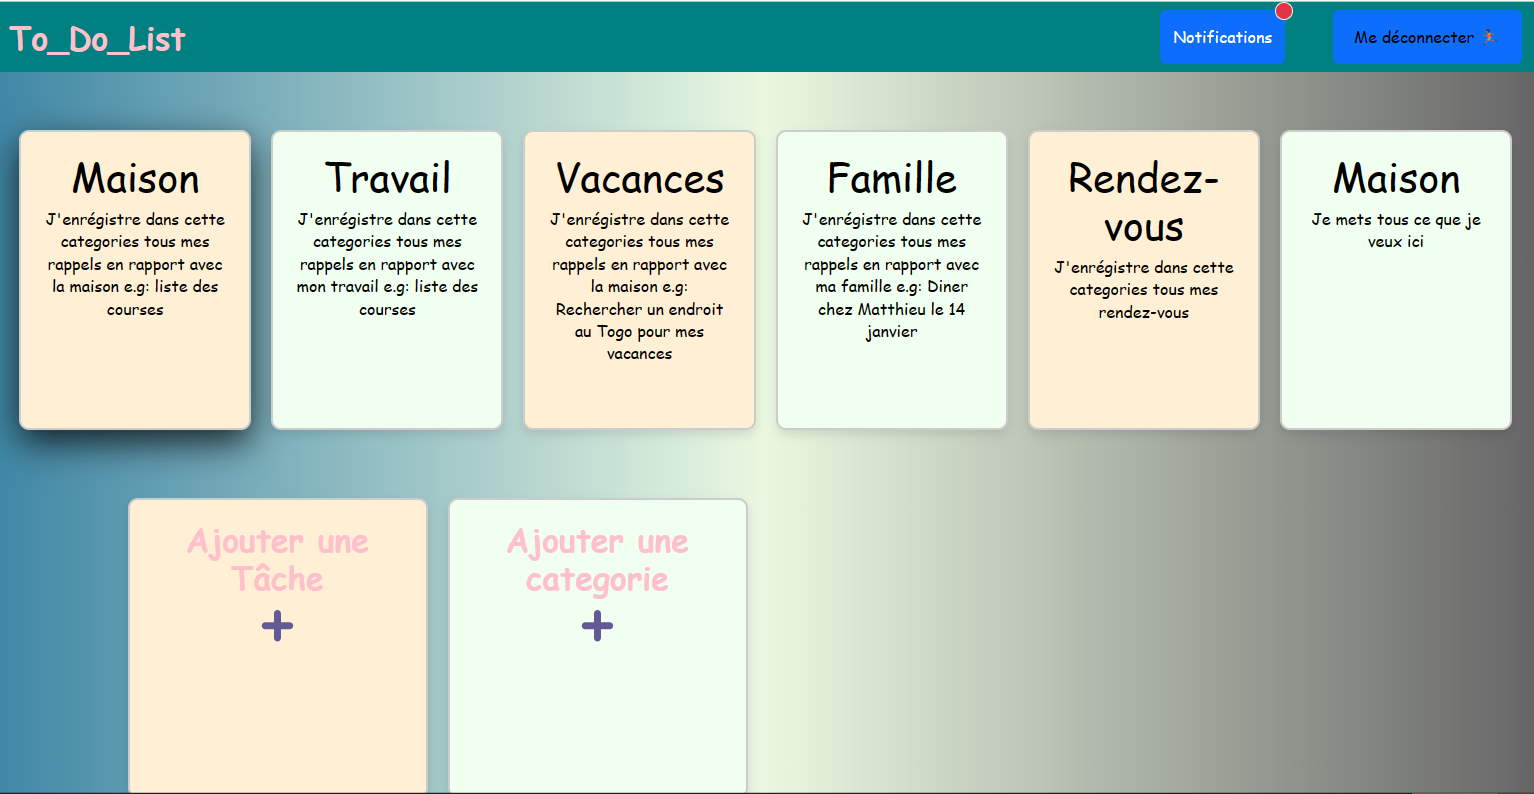 To_Do_List
Notifications
Me déconnecter
Maison
J'enrégistre dans cette
categories tous mes
rappels en rapport avec
la maison e.g: liste des
courses
Travail
J'enrégistre dans cette
categories tous mes
rappels en rapport avec
mon travail e.g: liste des
courses
Vacances
J'enrégistre dans cette
categories tous mes
rappels en rapport avec
la maison e.g:
Rechercher un endroit
au Togo pour mes
vacances
Famille
J'enrégistre dans cette
categories tous mes
rappels en rapport avec
ma famille e.g: Diner
chez Matthieu le 14
janvier
Rendez-
vous
J'enrégistre dans cette
categories tous mes
rendez-vous
Maison
Je mets tous ce que je
veux ici
Ajouter une
Tâche
+
Ajouter une
categorie
+